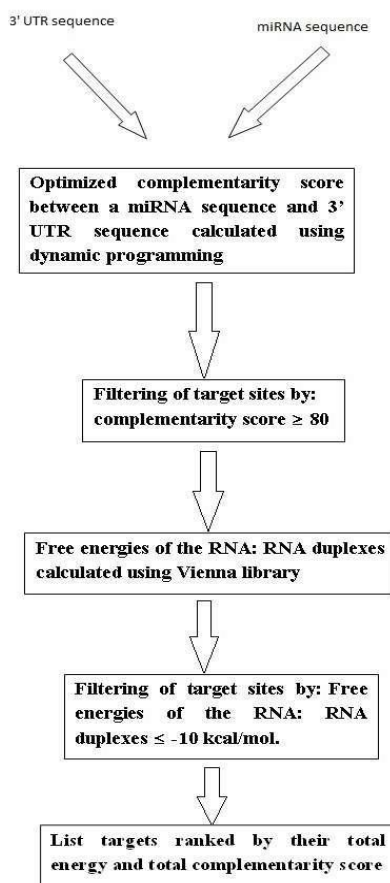 3' UTR sequence
miRNA sequence
Optimized complementarity score
between a miRNA sequence and 3'
UTR sequence calculated using
dynamic programming
Filtering of target sites by:
complementarity score ≥ 80
Free energies of the RNA: RNA duplexes
calculated using Vienna library
Filtering of target sites by: Free
energies of the RNA: RNA
duplexes ≤ -10 kcal/mol.
List targets ranked by their total
energy and total complementarity score